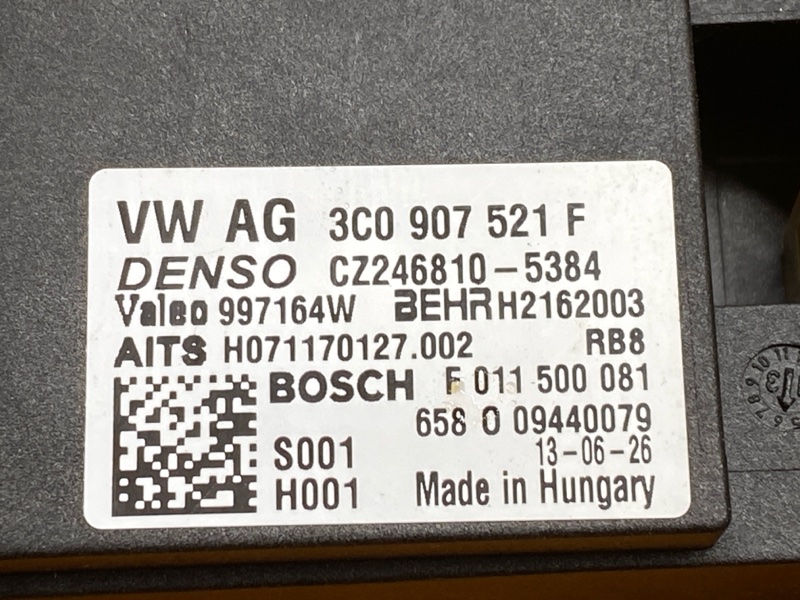 VW AG 3C0 907 521 F
DENSO CZ246810-5384
Valeo 997164W BEHR H2162003
AITS H071170127.002 RB8
BOSCH F 011 500 081
658 0 09440079
S001 13-06-26
H001 Made in Hungary